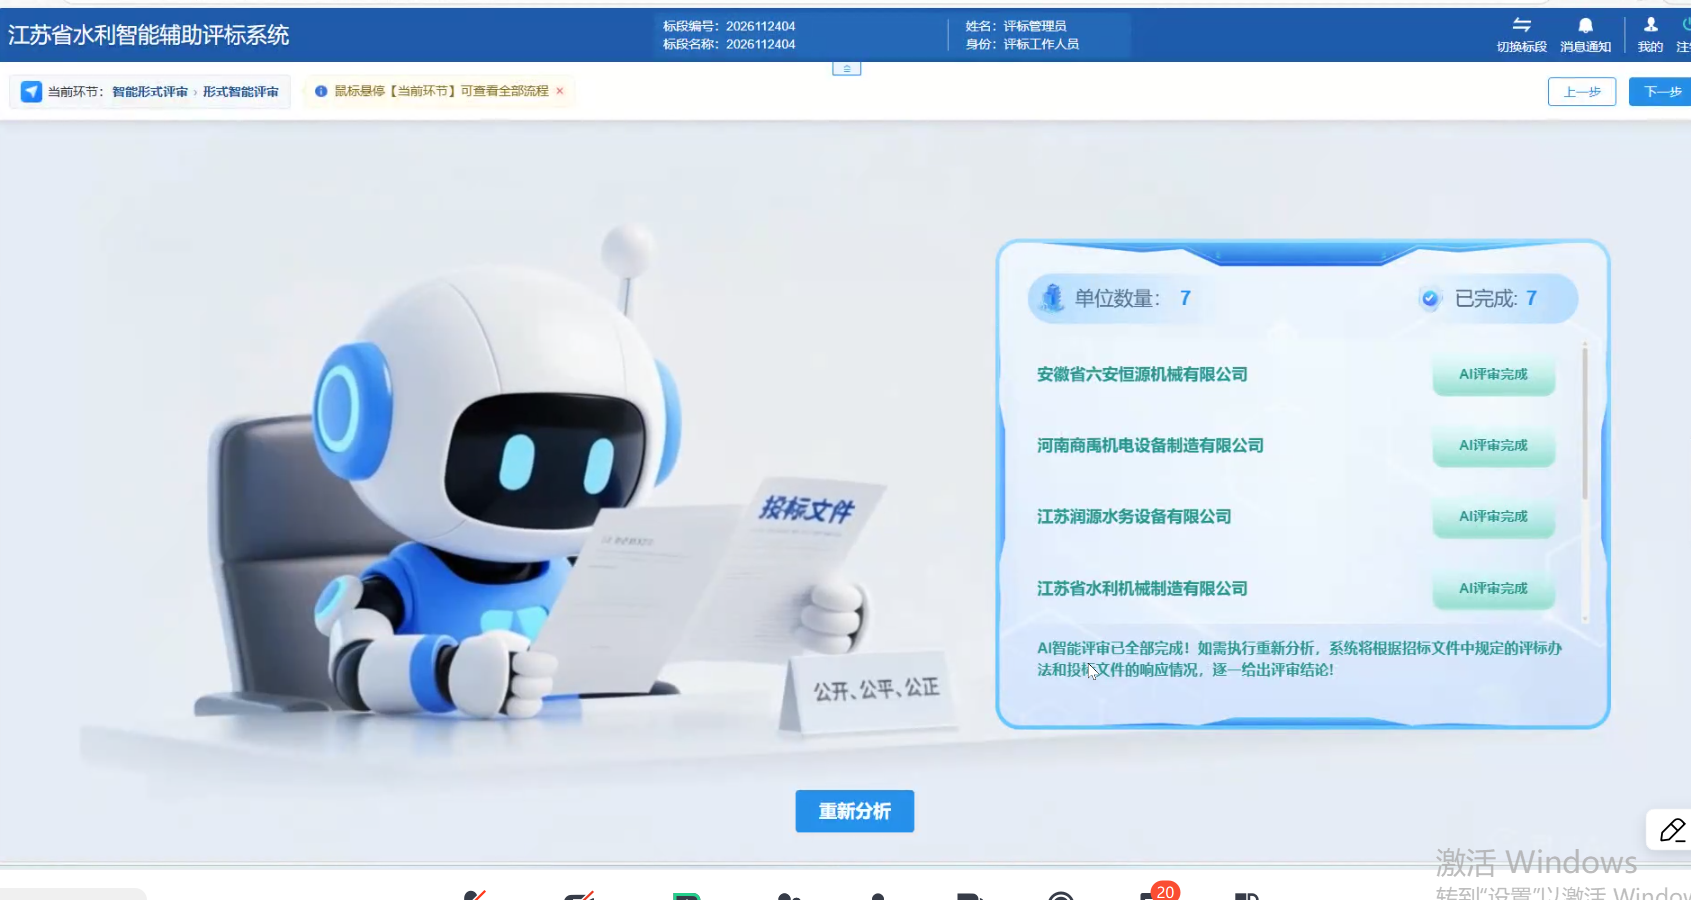 江苏省水利智能辅助评标系统
标段编号：2026112404
标段名称：2026112404
姓名：评标管理员
身份：评标工作人员
切换标段
消息通知
我的
当前环节：智能形式评审 › 形式智能评审
鼠标悬停【当前环节】可查看全部流程 ×
上一步
下一步
单位数量： 7
已完成: 7
安徽省六安恒源机械有限公司
AI评审完成
河南商禹机电设备制造有限公司
AI评审完成
江苏润源水务设备有限公司
AI评审完成
江苏省水利机械制造有限公司
AI评审完成
AI智能评审已全部完成！如需执行重新分析，系统将根据招标文件中规定的评标办
法和投标文件的响应情况，逐一给出评审结论!
投标文件
公开、公平、公正
重新分析
激活 Windows
转到"设置"以激活 Window
20